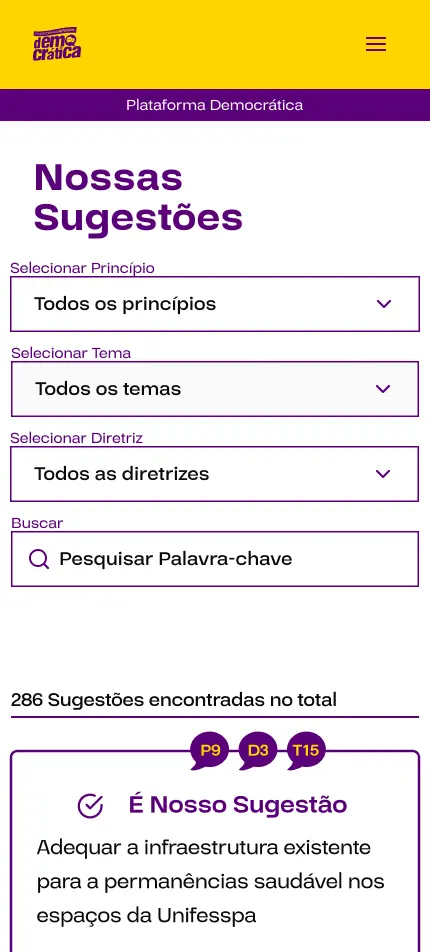 democrática
Plataforma Democrática
Nossas
Sugestões
Selecionar Princípio
Todos os princípios
Selecionar Tema
Todos os temas
Selecionar Diretriz
Todos as diretrizes
Buscar
Pesquisar Palavra-chave
286 Sugestões encontradas no total
P9 D3 T15
É Nosso Sugestão
Adequar a infraestrutura existente
para a permanências saudável nos
espaços da Unifesspa